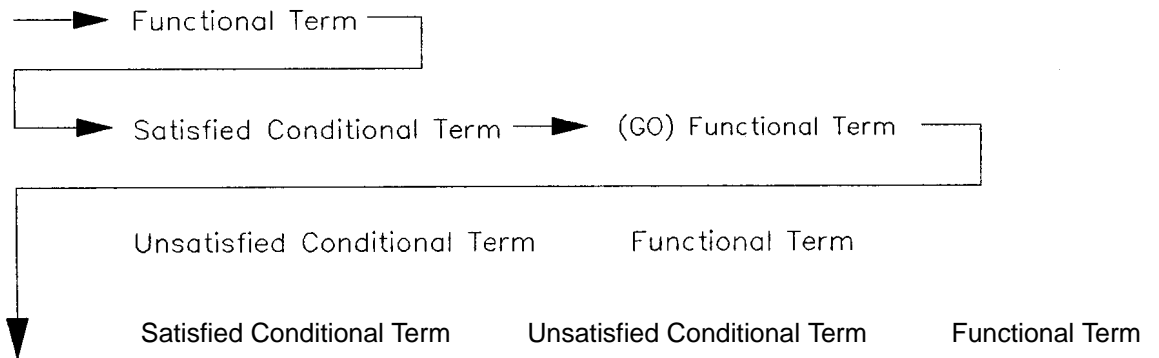 Functional Term
Satisfied Conditional Term (GO) Functional Term
Unsatisfied Conditional Term Functional Term
Satisfied Conditional Term Unsatisfied Conditional Term Functional Term